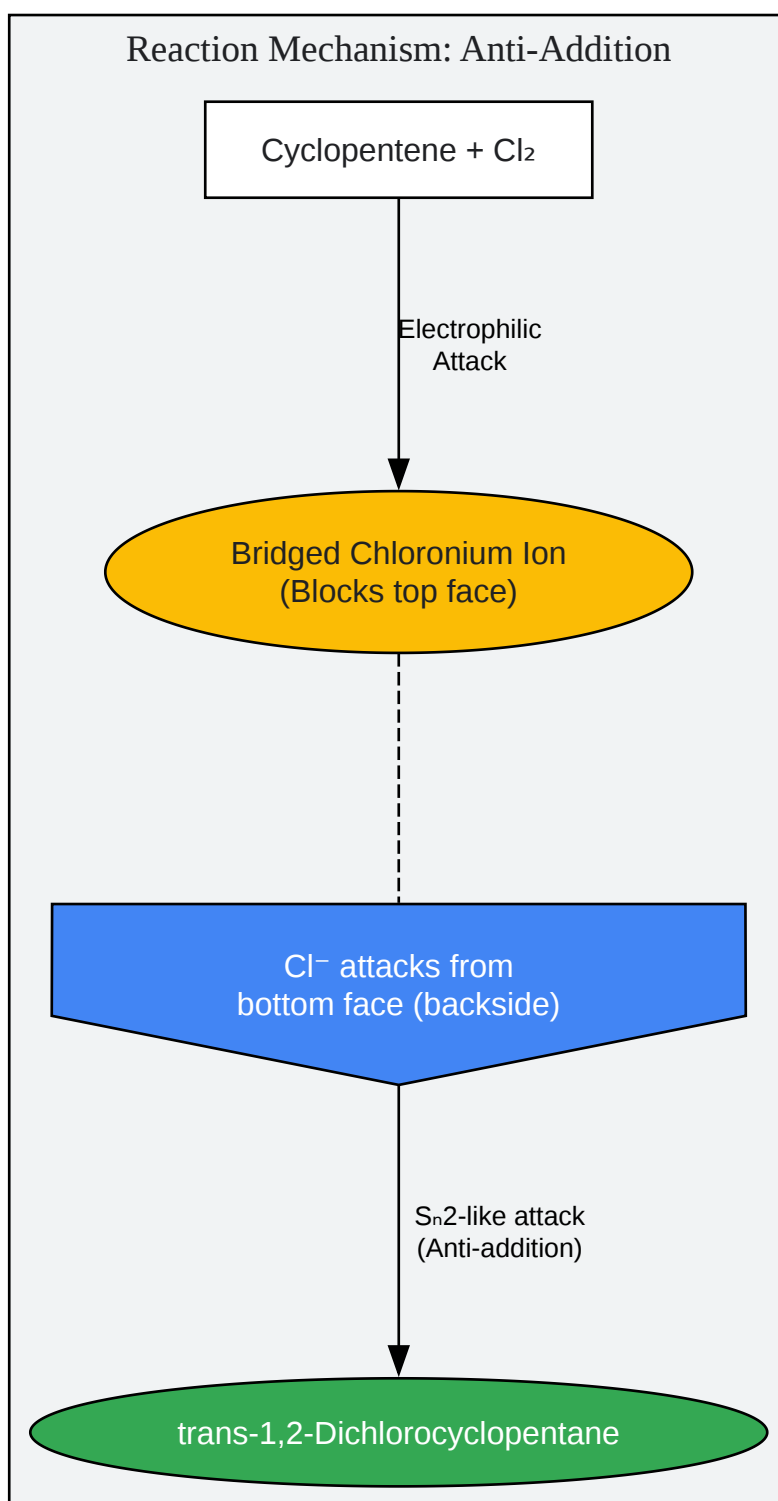 Reaction Mechanism: Anti-Addition
Cyclopentene + Cl₂
Electrophilic
Attack
Bridged Chloronium Ion
(Blocks top face)
Cl⁻ attacks from
bottom face (backside)
Sₙ2-like attack
(Anti-addition)
trans-1,2-Dichlorocyclopentane